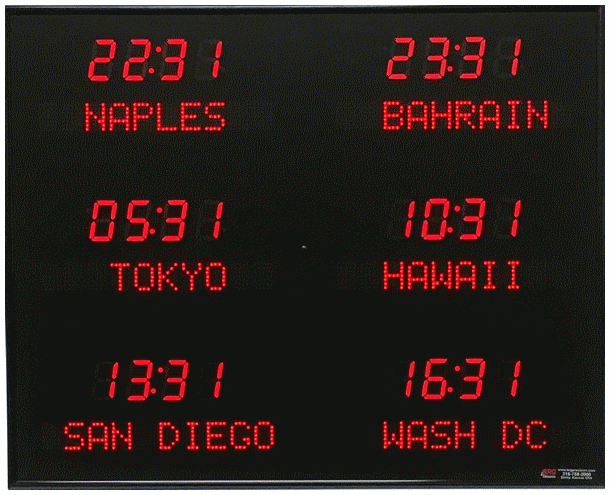 22:31 23:31
NAPLES BAHRAIN
05:31 10:31
TOKYO HAWAII
13:31 16:31
SAN DIEGO WASH DC